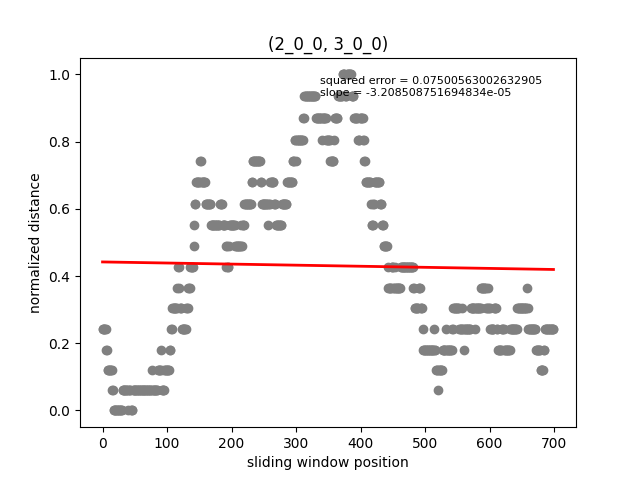 (2_0_0, 3_0_0)
squared error = 0.07500563002632905
slope = -3.208508751694834e-05
normalized distance
1.0
0.8
0.6
0.4
0.2
0.0
0 100 200 300 400 500 600 700
sliding window position